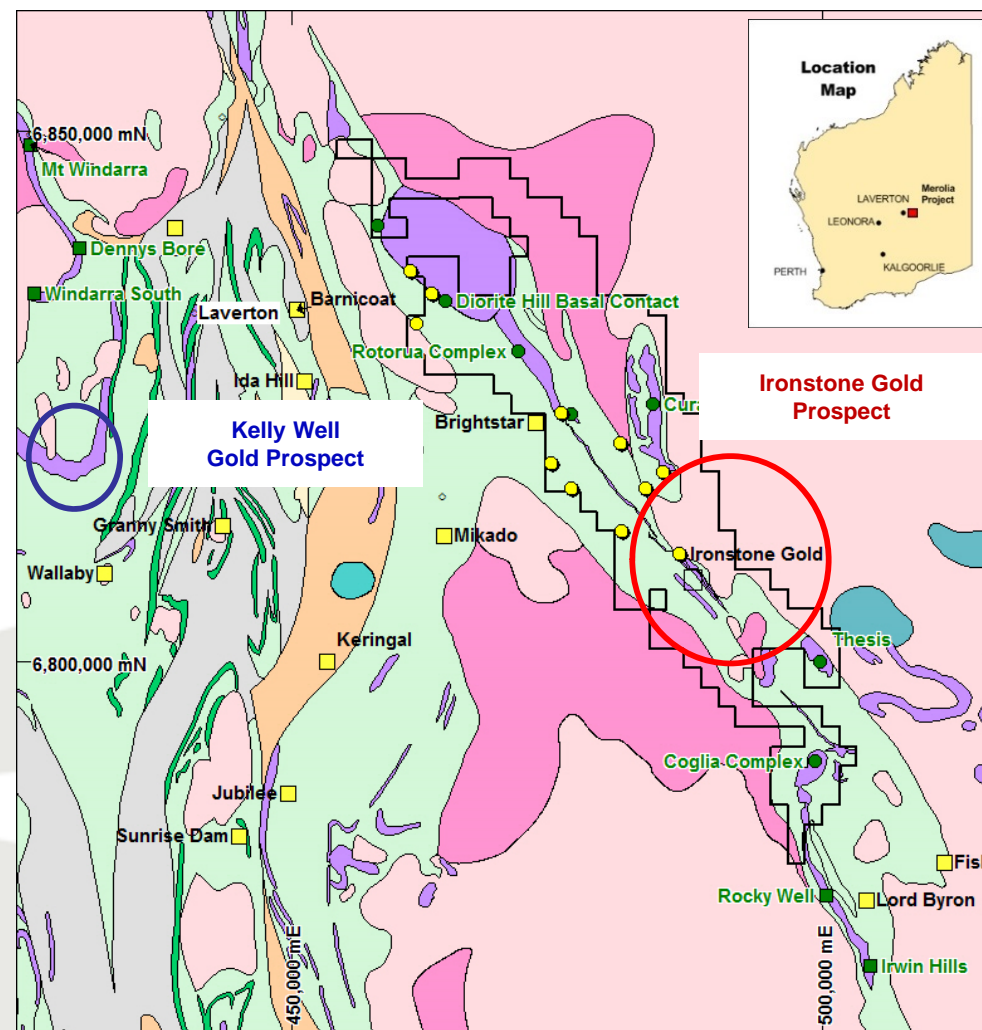 Location
Map
Merolia
Project
LAVERTON
LEONORA
KALGOORLIE
PERTH
6,850,000 mN
Mt Windarra
Dennys Bore
Windarra South
Barnicoat
Laverton
Diorite Hill Basal Contact
Rotorua Complex
Ida Hill
Cura
Ironstone Gold
Prospect
Kelly Well
Gold Prospect
Brightstar
Granny Smith
Mikado
Wallaby
Ironstone Gold
Keringal
6,800,000 mN
Thesis
Coglia Complex
Jubilee
Sunrise Dam
Fish
Rocky Well
Lord Byron
Irwin Hills
450,000 mE
500,000 mE